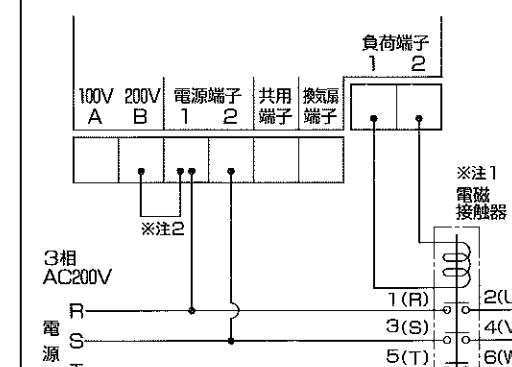 負荷端子
1 2
100V 200V 電源端子 共用 換気扇
A B 1 2 端子 端子
※注1
電磁
接触器
※注2
3相
AC200V
1(R) 2(U
R
電 3(S) 4(V
S
源 5(T) 6(W